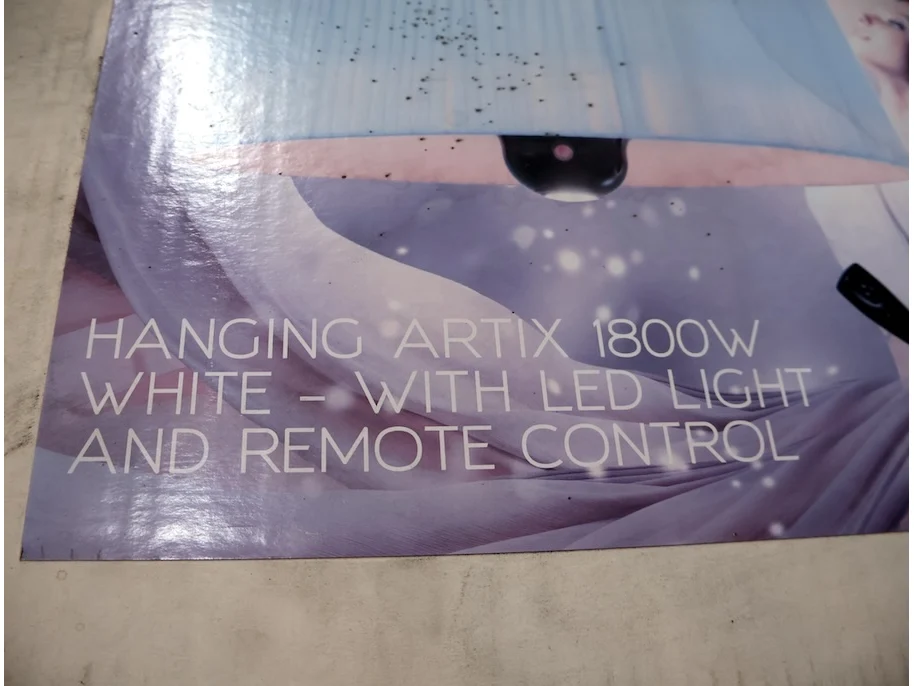 HANGING ARTIX 1800W
WHITE – WITH LED LIGHT
AND REMOTE CONTROL